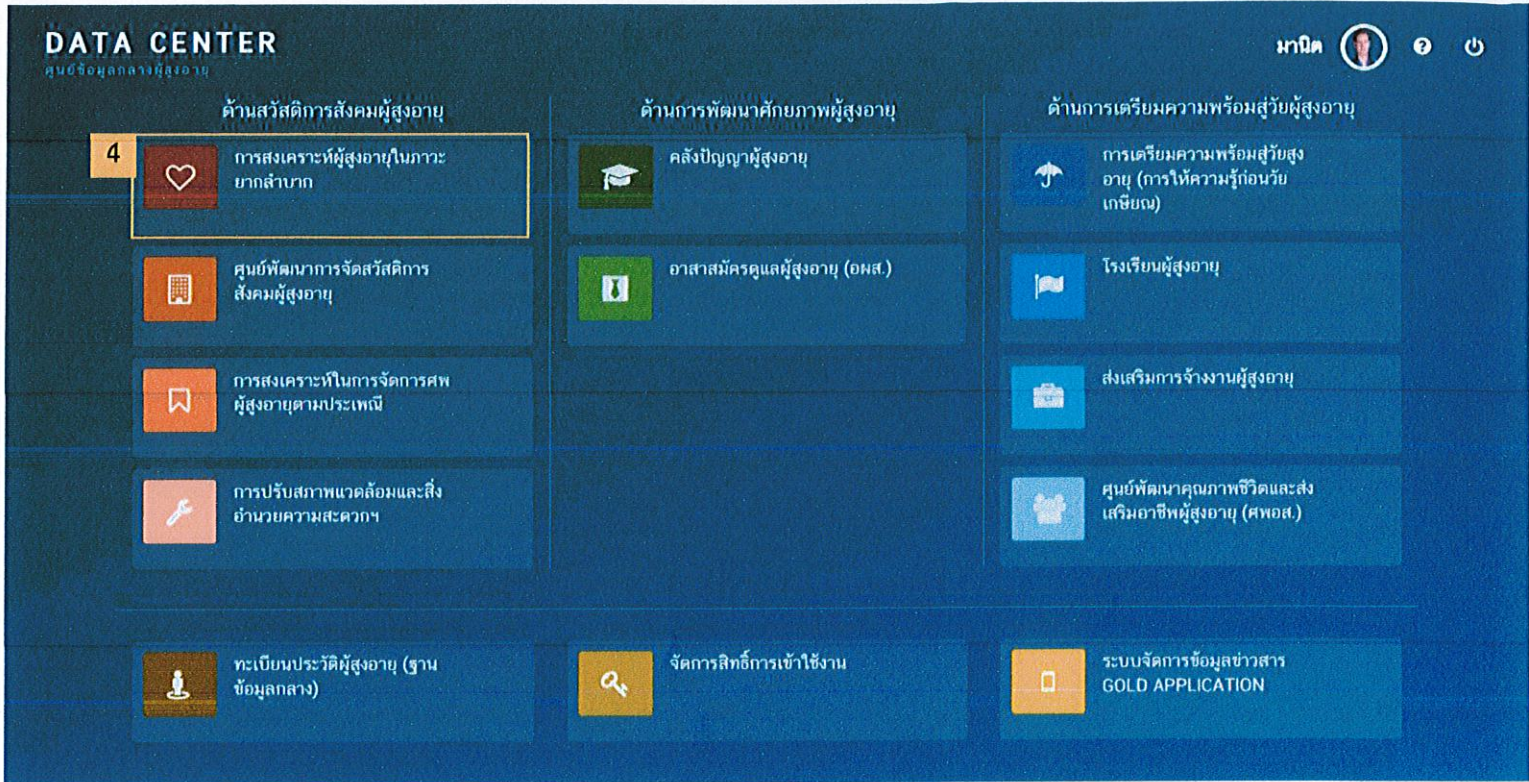 DATA CENTER
ศูนย์ข้อมูลกลางผู้สูงอายุ
มานิต
ด้านสวัสดิการสังคมผู้สูงอายุ
4
การสงเคราะห์ผู้สูงอายุในภาวะ
ยากลำบาก
ศูนย์พัฒนาการจัดสวัสดิการ
สังคมผู้สูงอายุ
การสงเคราะห์ในการจัดการศพ
ผู้สูงอายุตามประเพณี
การปรับสภาพแวดล้อมและสิ่ง
อำนวยความสะดวกฯ
ด้านการพัฒนาศักยภาพผู้สูงอายุ
คลังปัญญาผู้สูงอายุ
อาสาสมัครดูแลผู้สูงอายุ (อผส.)
ด้านการเตรียมความพร้อมสู่วัยผู้สูงอายุ
การเตรียมความพร้อมสู่วัยสูง
อายุ (การให้ความรู้ก่อนวัย
เกษียณ)
โรงเรียนผู้สูงอายุ
ส่งเสริมการจ้างงานผู้สูงอายุ
ศูนย์พัฒนาคุณภาพชีวิตและส่ง
เสริมอาชีพผู้สูงอายุ (ศพอส.)
ทะเบียนประวัติผู้สูงอายุ (ฐาน
ข้อมูลกลาง)
จัดการสิทธิ์การเข้าใช้งาน
ระบบจัดการข้อมูลข่าวสาร
GOLD APPLICATION